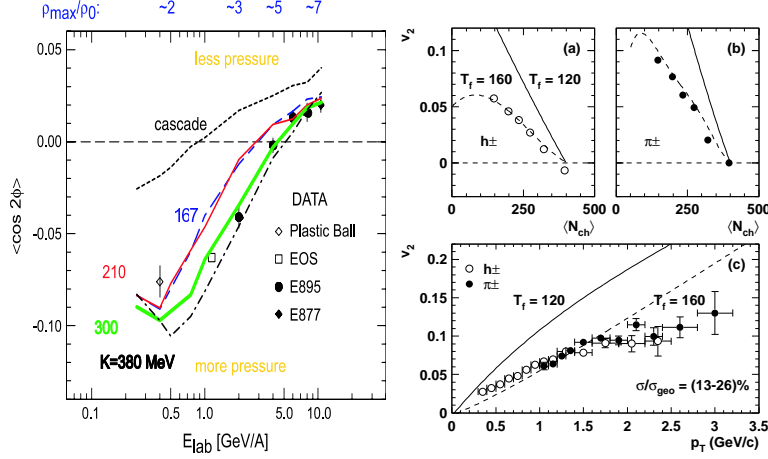 ρmax/ρ0: ~2 ~3 ~5 ~7
less pressure
cascade
167
210
300
K=380 MeV
more pressure
DATA
Plastic Ball
EOS
E895
E877
<cos 2φ>
0.05
0.00
-0.05
-0.10
0.1 0.5 1.0 5.0 10.0
Elab [GeV/A]
v2
0.1
0.05
0
(a)
Tf = 160 Tf = 120
h±
0 250 500
⟨Nch⟩
(b)
π±
0 250 500
⟨Nch⟩
v2
0.2
0.15
0.1
0.05
0
(c)
h±
π±
Tf = 120
Tf = 160
σ/σgeo = (13-26)%
0 0.5 1 1.5 2 2.5 3 3.5
pT (GeV/c)